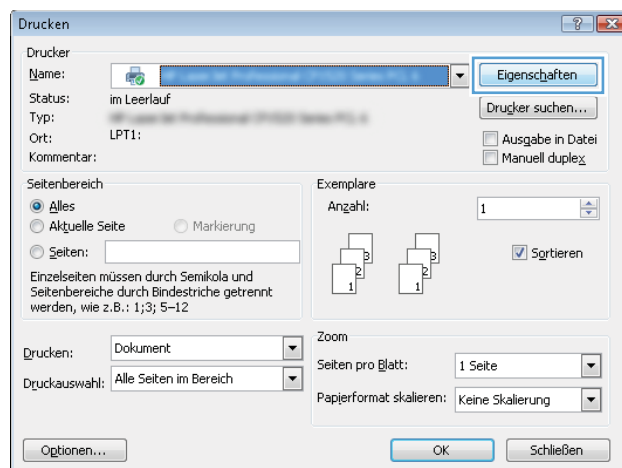 Drucken
Drucker
Name:
Eigenschaften
Status: im Leerlauf
Drucker suchen...
Typ:
Ort: LPT1:
Ausgabe in Datei
Kommentar:
Manuell duplex
Seitenbereich
Alles
Aktuelle Seite Markierung
Seiten:
Einzelseiten müssen durch Semikola und
Seitenbereiche durch Bindestriche getrennt
werden, wie z.B.: 1;3; 5–12
Exemplare
Anzahl: 1
3 3
2 2
1 1
Sortieren
Drucken: Dokument
Druckauswahl: Alle Seiten im Bereich
Zoom
Seiten pro Blatt: 1 Seite
Papierformat skalieren: Keine Skalierung
Optionen...
OK
Schließen